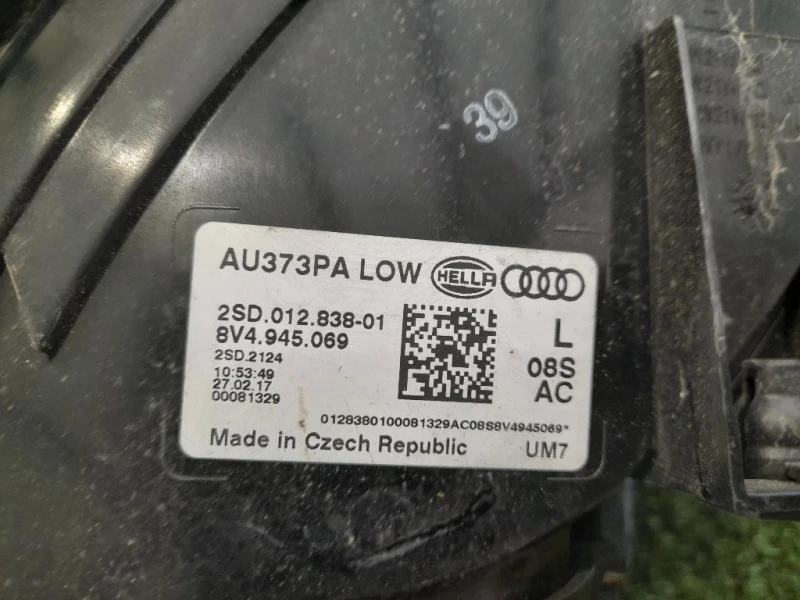 39
AU373PA LOW HELLA
2SD.012.838-01 L
8V4.945.069
2SD.2124 08S
10:53:49 AC
27.02.17
00081329
0128380100081329AC08S8V4945069*
Made in Czech Republic UM7